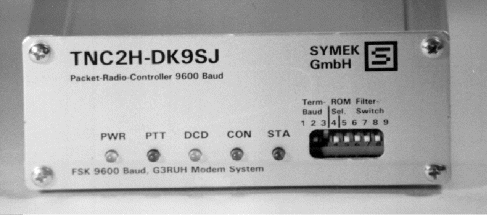 TNC2H-DK9SJ
Packet-Radio-Controller 9600 Baud
SYMEK
GmbH
S
Term- ROM Filter-
Baud Sel. Switch
1 2 3 4 5 6 7 8 9
PWR PTT DCD CON STA
FSK 9600 Baud, G3RUH Modem System